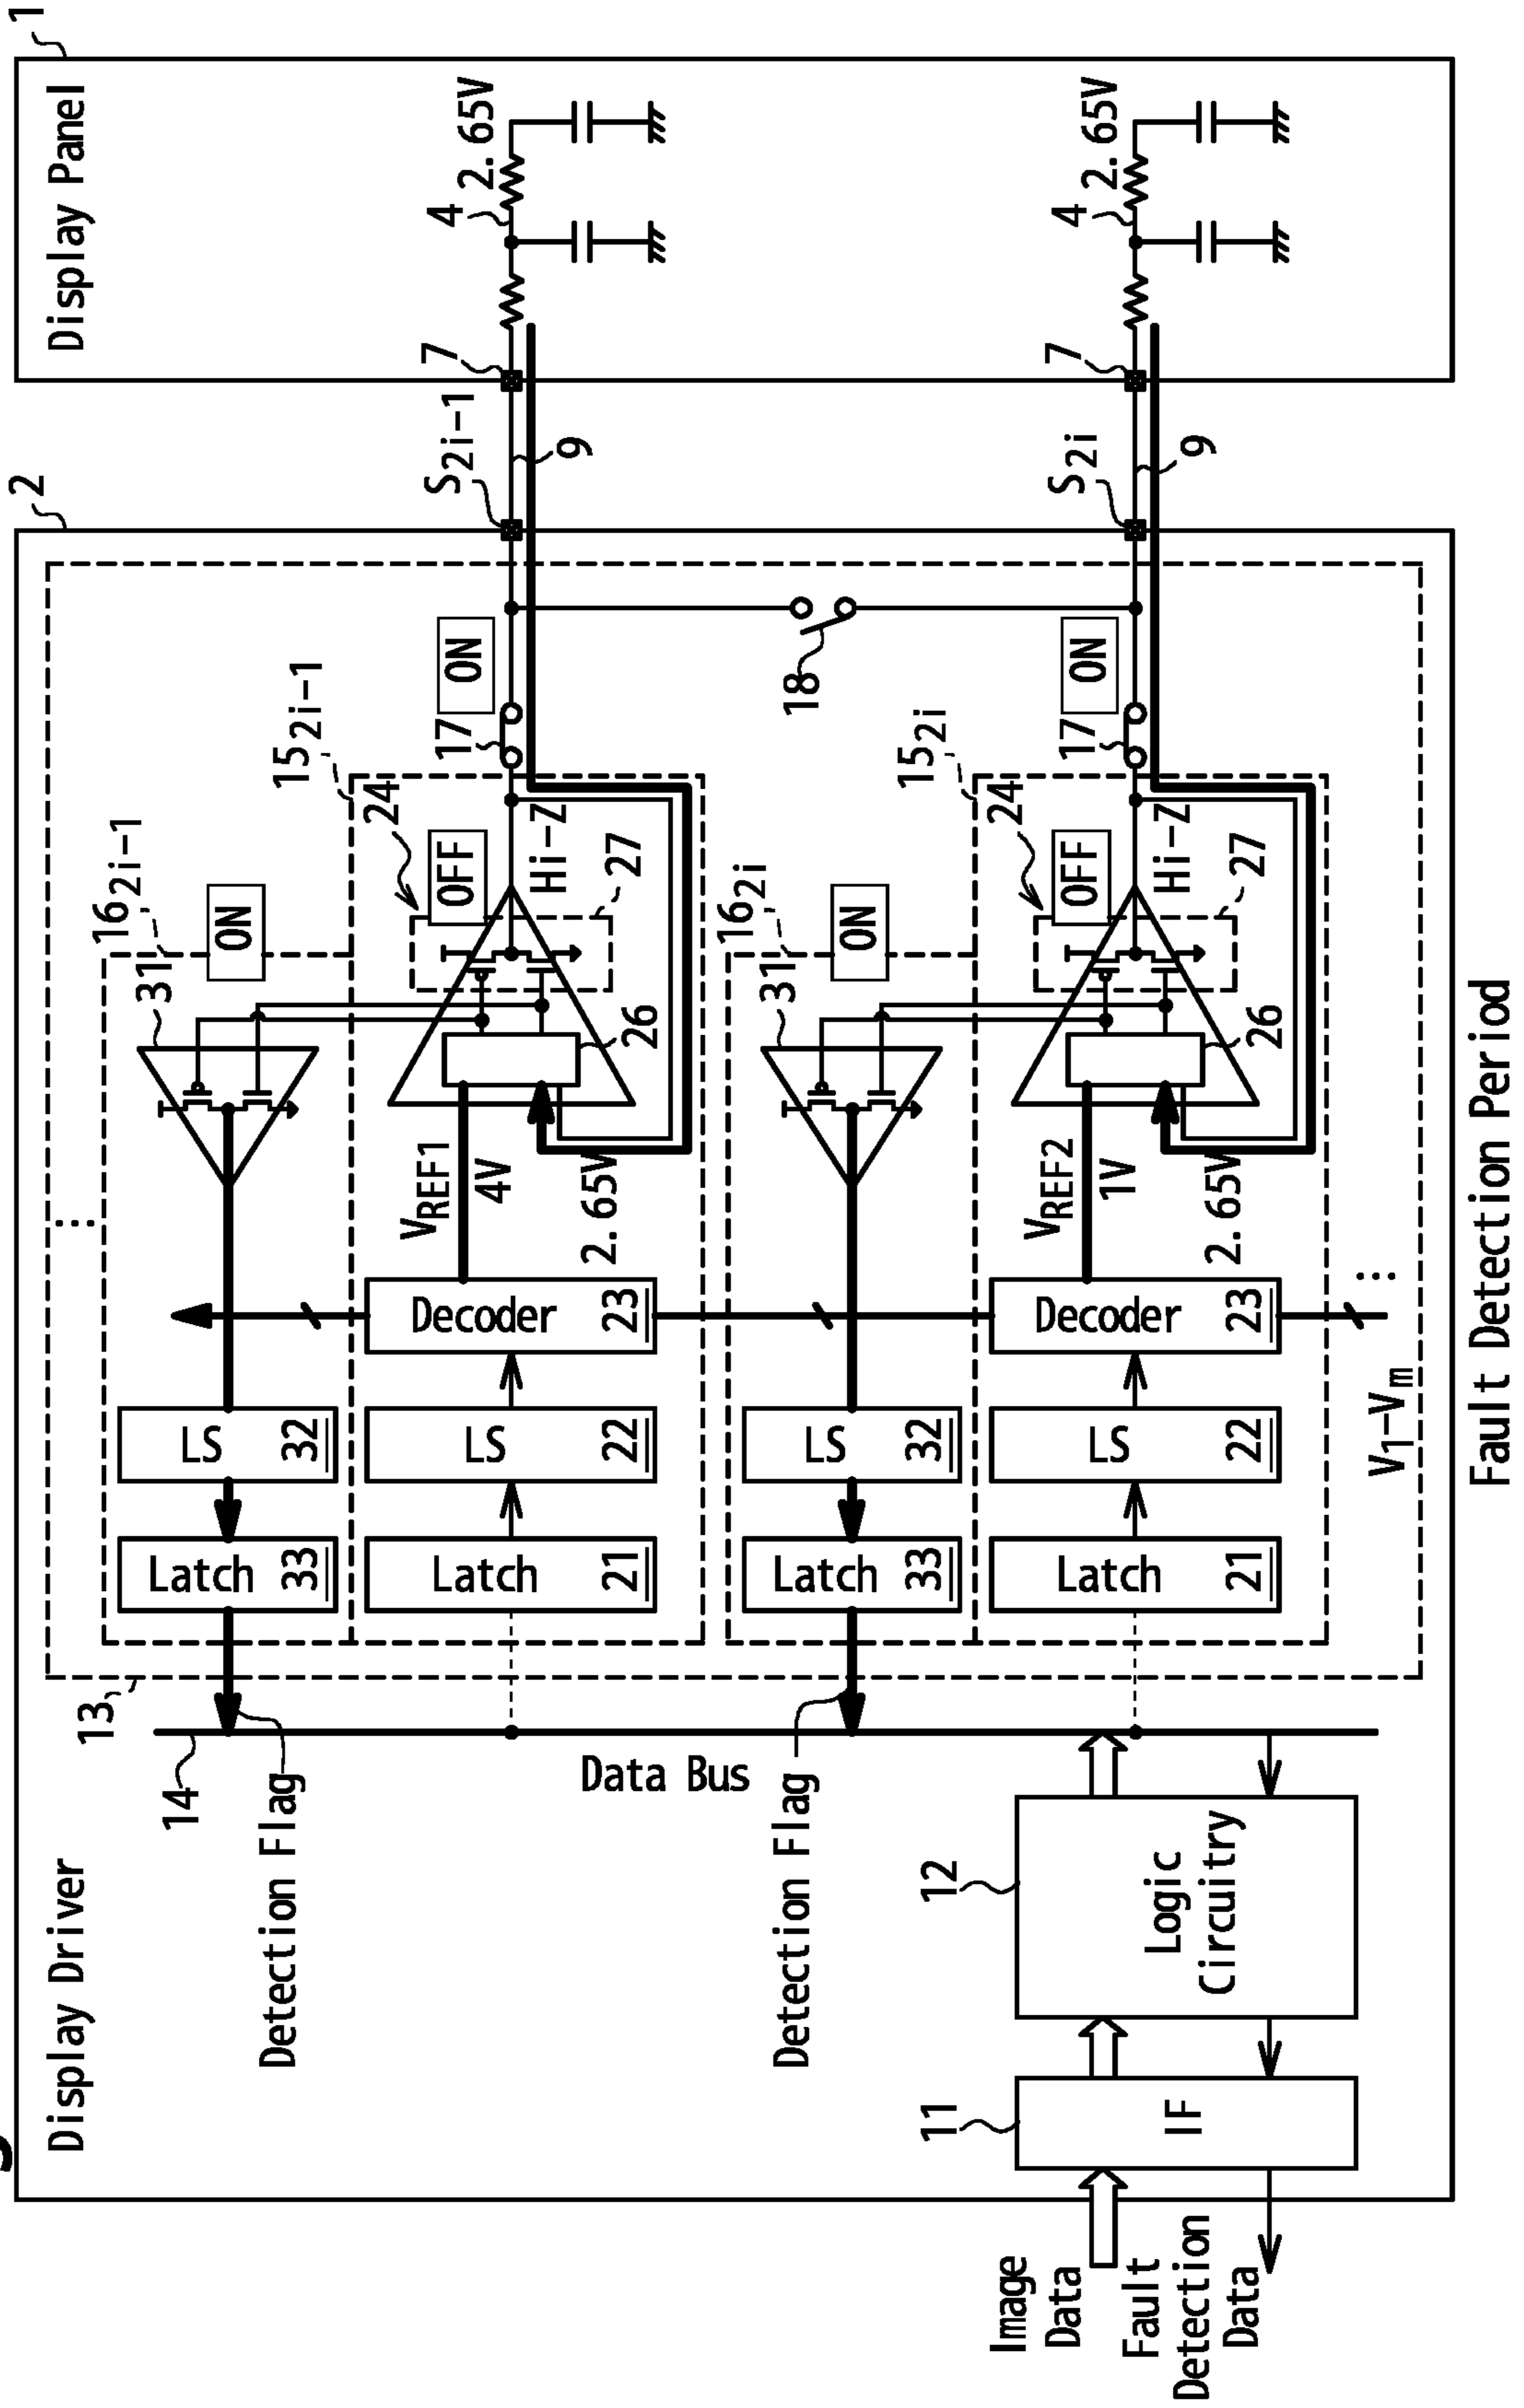 2
1
Display Driver
Display Panel
13
14
16 2i-1
31
ON
Detection Flag
Latch 33
LS 32
15 2i-1
24
OFF
17
ON
S 2i-1
7
4
2.65V
9
VREF1
4V
2.65V
Hi-Z
27
26
Latch 21
LS 22
Decoder 23
Data Bus
18
16 2i
31
ON
Detection Flag
Latch 33
LS 32
15 2i
24
OFF
17
ON
S 2i
7
4
2.65V
9
VREF2
1V
2.65V
Hi-Z
27
26
Latch 21
LS 22
Decoder 23
11
12
IF
Logic
Circuitry
Image
Data
Fault
Detection
Data
V1-Vm
Fault Detection Period